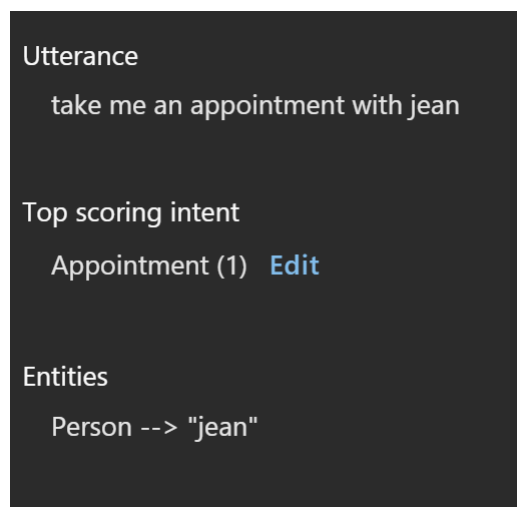 Utterance
take me an appointment with jean
Top scoring intent
Appointment (1) Edit
Entities
Person --> "jean"